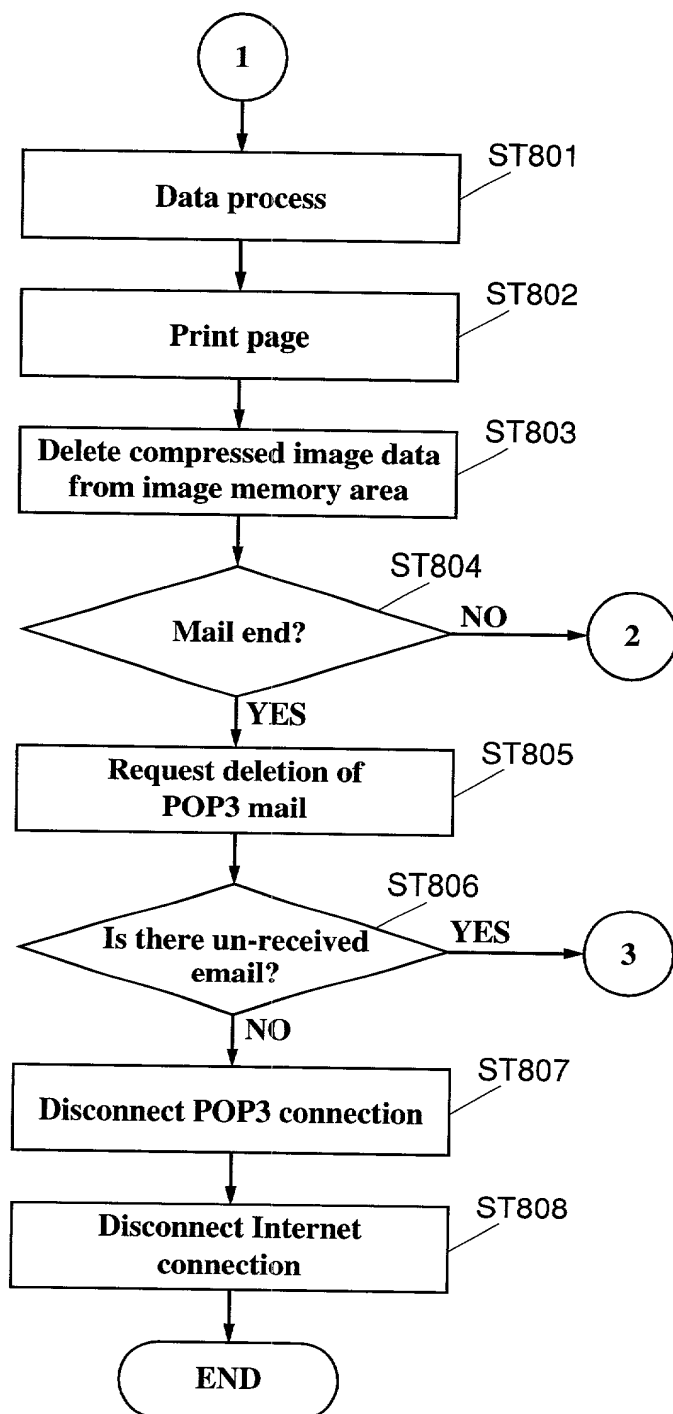 1
ST801
Data process
ST802
Print page
ST803
Delete compressed image data
from image memory area
ST804
Mail end?
NO
2
YES
ST805
Request deletion of
POP3 mail
ST806
Is there un-received
email?
YES
3
NO
ST807
Disconnect POP3 connection
ST808
Disconnect Internet
connection
END